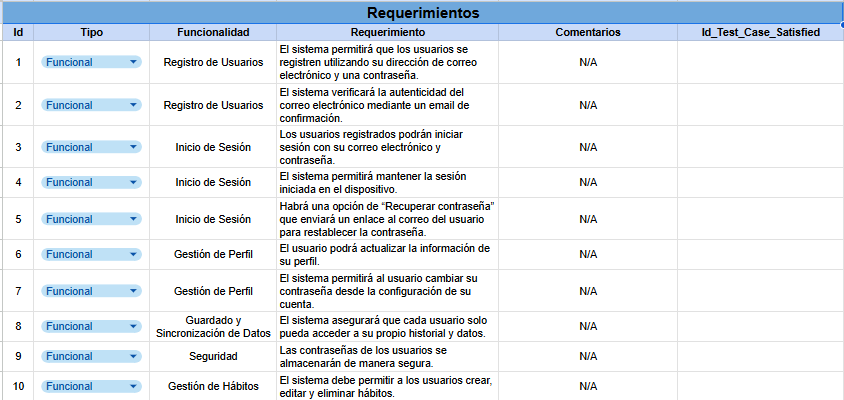 Requerimientos
Id Tipo Funcionalidad Requerimiento Comentarios Id_Test_Case_Satisfied
1 Funcional Registro de Usuarios El sistema permitirá que los usuarios se
registren utilizando su dirección de correo
electrónico y una contraseña. N/A
2 Funcional Registro de Usuarios El sistema verificará la autenticidad del
correo electrónico mediante un email de
confirmación. N/A
3 Funcional Inicio de Sesión Los usuarios registrados podrán iniciar
sesión con su correo electrónico y
contraseña. N/A
4 Funcional Inicio de Sesión El sistema permitirá mantener la sesión
iniciada en el dispositivo. N/A
5 Funcional Inicio de Sesión Habrá una opción de “Recuperar contraseña”
que enviará un enlace al correo del usuario
para restablecer la contraseña. N/A
6 Funcional Gestión de Perfil El usuario podrá actualizar la información de
su perfil. N/A
7 Funcional Gestión de Perfil El sistema permitirá al usuario cambiar su
contraseña desde la configuración de su
cuenta. N/A
8 Funcional Guardado y
Sincronización de Datos El sistema asegurará que cada usuario solo
pueda acceder a su propio historial y datos. N/A
9 Funcional Seguridad Las contraseñas de los usuarios se
almacenarán de manera segura. N/A
10 Funcional Gestión de Hábitos El sistema debe permitir a los usuarios crear,
editar y eliminar hábitos. N/A